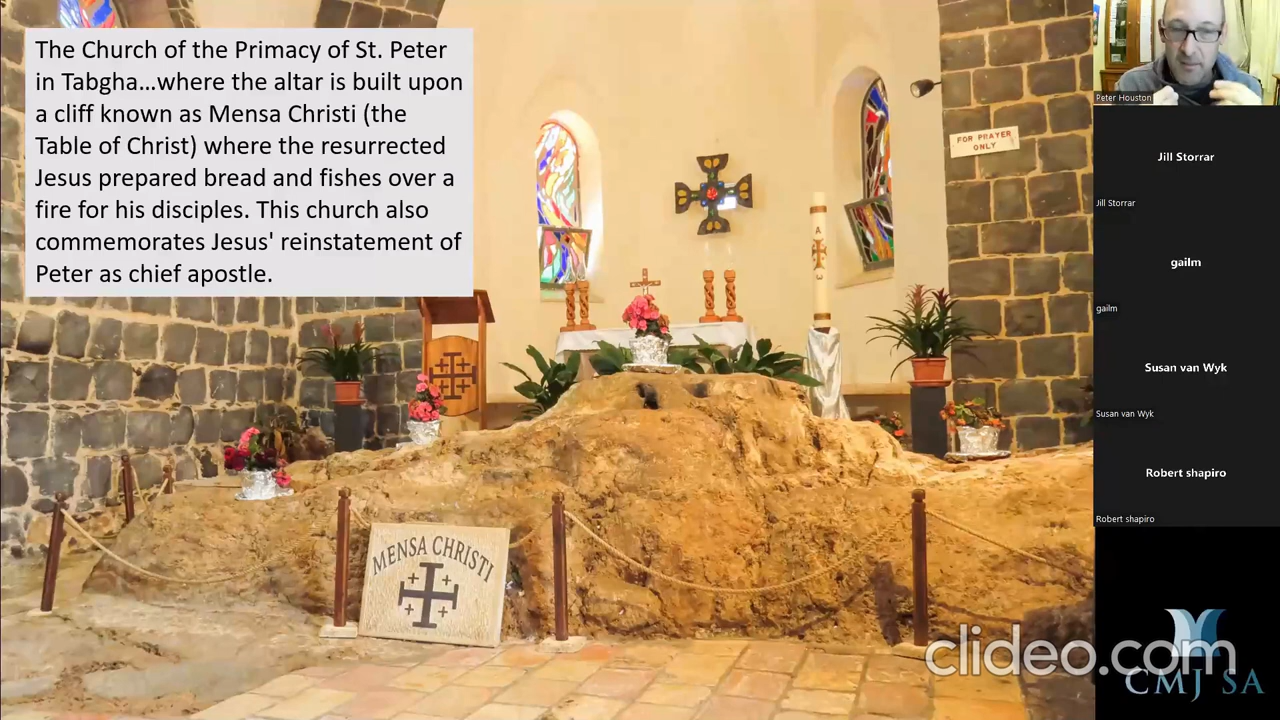 The Church of the Primacy of St. Peter
in Tabgha...where the altar is built upon
a cliff known as Mensa Christi (the
Table of Christ) where the resurrected
Jesus prepared bread and fishes over a
fire for his disciples. This church also
commemorates Jesus' reinstatement of
Peter as chief apostle.
FOR PRAYER
ONLY
A
MENSA CHRISTI
Peter Houston
Jill Storrar
Jill Storrar
gailm
gailm
Susan van Wyk
Susan van Wyk
Robert shapiro
Robert shapiro
clideo.com
CMJ SA